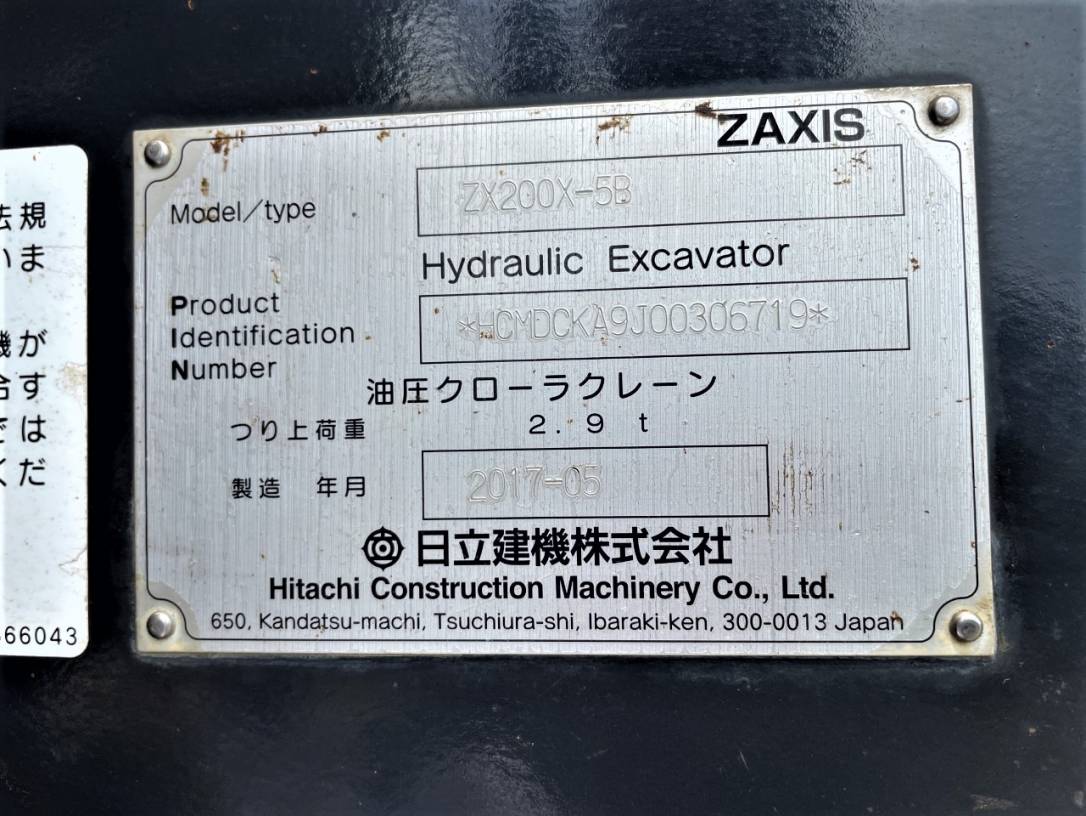 ZAXIS
Model/type ZX200X-5B
Hydraulic Excavator
Product
Identification
Number
*HCMDCKA9J00306719*
油圧クローラクレーン
つり上荷重 2.9 t
製造 年月 2017-05
日立建機株式会社
Hitachi Construction Machinery Co., Ltd.
650, Kandatsu-machi, Tsuchiura-shi, Ibaraki-ken, 300-0013 Japan
法規
いま
機が
合す
では
くだ
66043